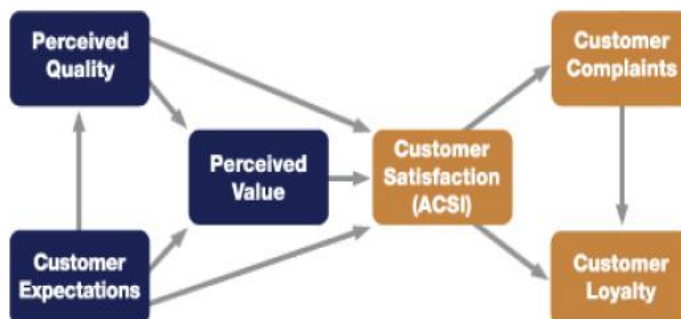 Perceived
Quality
Customer
Complaints
Perceived
Value
Customer
Satisfaction
(ACSI)
Customer
Expectations
Customer
Loyalty